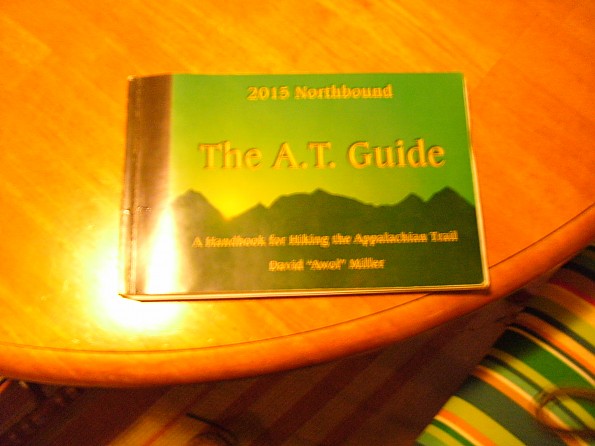 2015 Northbound
The A.T. Guide
A Handbook for Hiking the Appalachian Trail
David "Awol" Miller